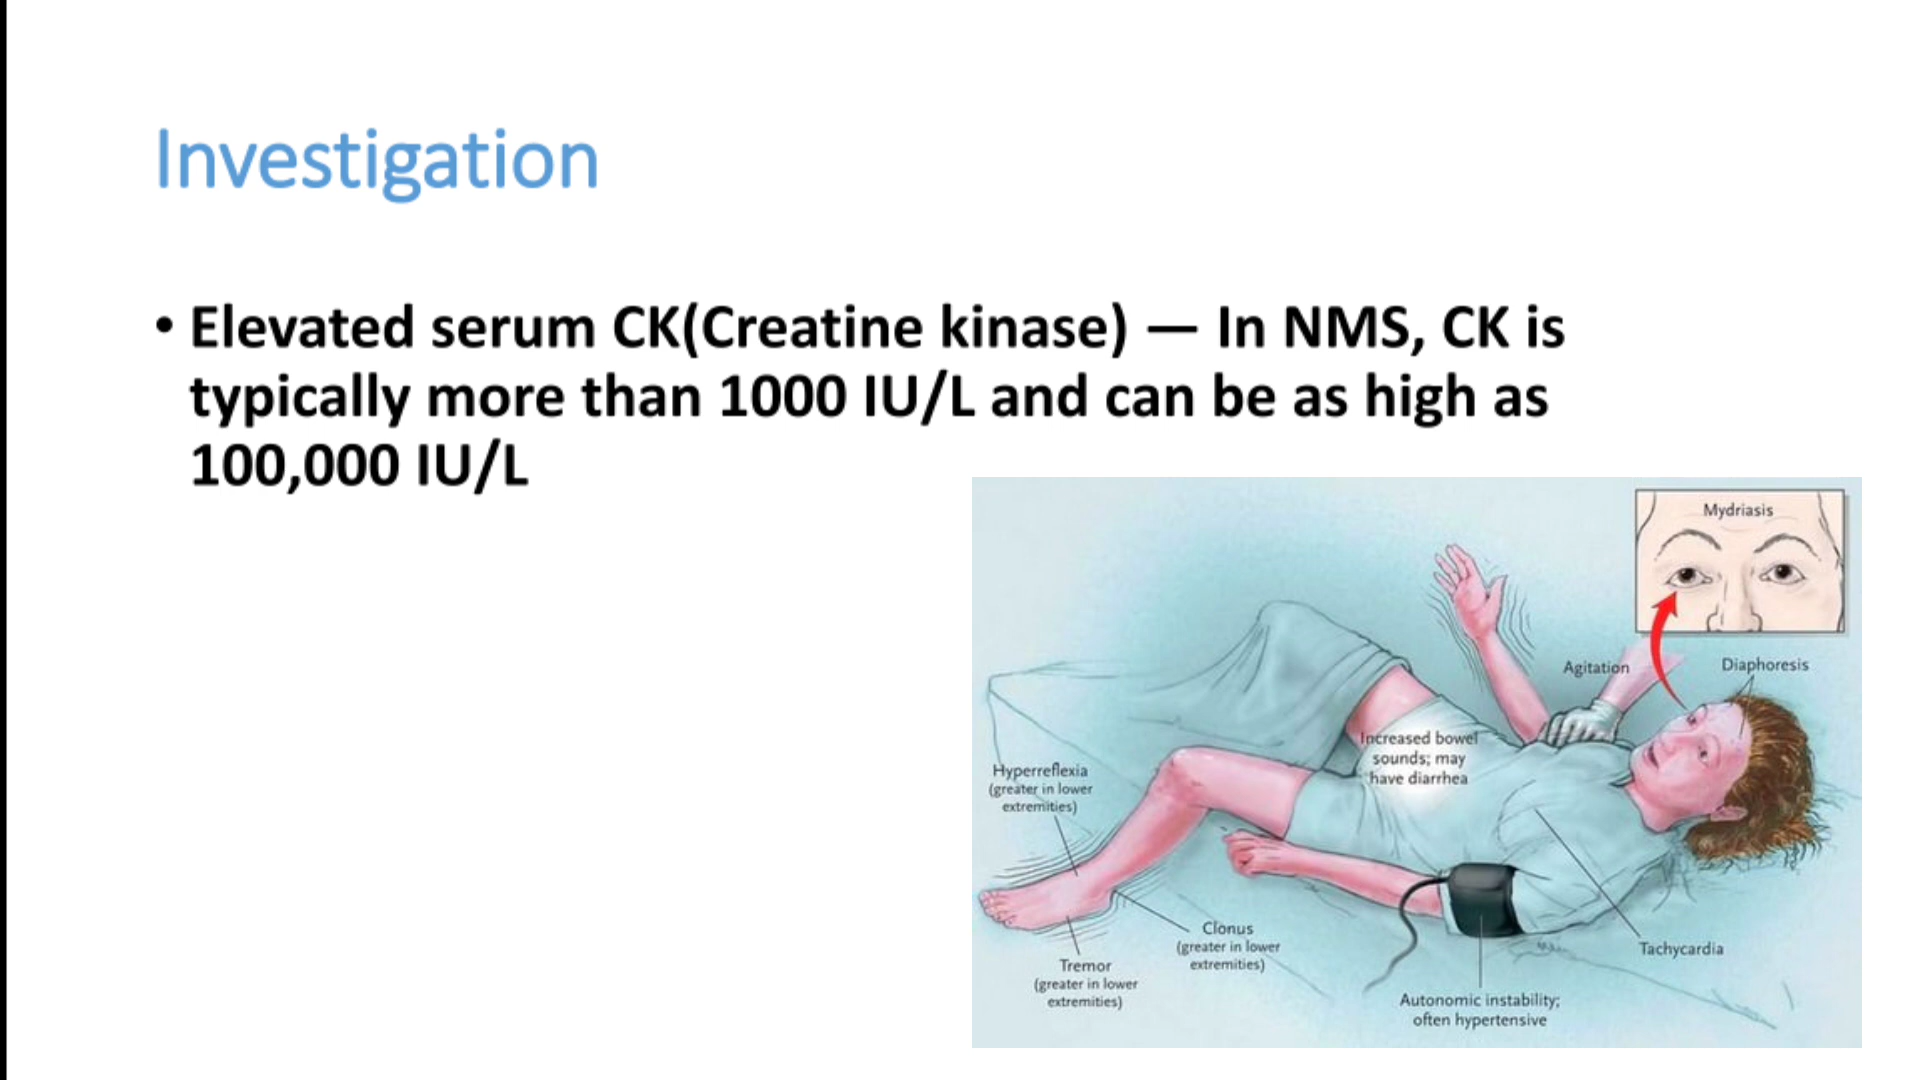 Investigation
• Elevated serum CK(Creatine kinase) — In NMS, CK is
typically more than 1000 IU/L and can be as high as
100,000 IU/L
Mydriasis
Agitation
Diaphoresis
Increased bowel
sounds; may
have diarrhea
Hyperreflexia
(greater in lower
extremities)
Clonus
(greater in lower
extremities)
Tremor
(greater in lower
extremities)
Tachycardia
Autonomic instability;
often hypertensive